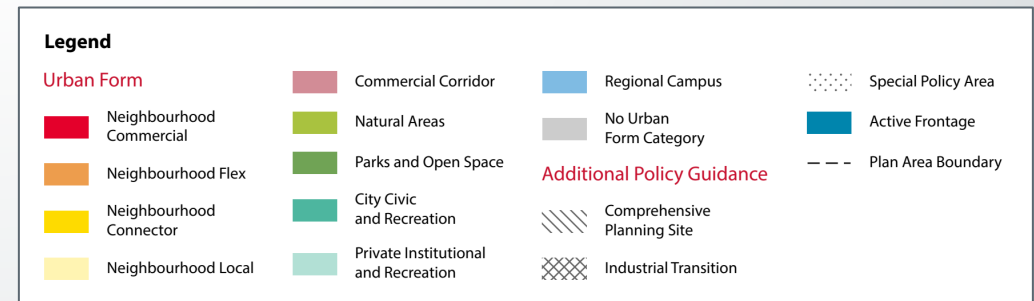 Legend
Urban Form
Neighbourhood
Commercial
Neighbourhood Flex
Neighbourhood
Connector
Neighbourhood Local
Commercial Corridor
Natural Areas
Parks and Open Space
City Civic
and Recreation
Private Institutional
and Recreation
Regional Campus
No Urban
Form Category
Additional Policy Guidance
Comprehensive
Planning Site
Industrial Transition
Special Policy Area
Active Frontage
Plan Area Boundary